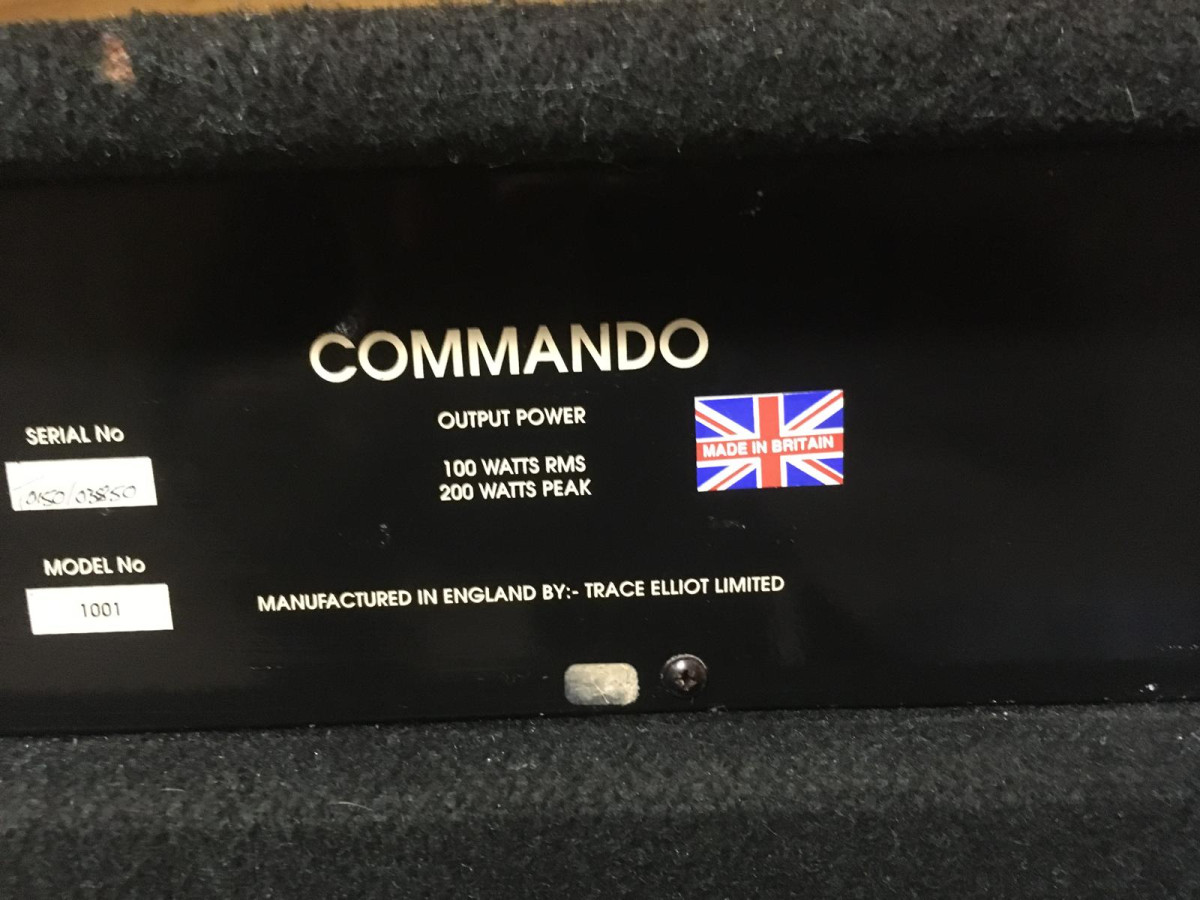 COMMANDO
OUTPUT POWER
100 WATTS RMS
200 WATTS PEAK
MADE IN BRITAIN
SERIAL No
MODEL No
1001
MANUFACTURED IN ENGLAND BY:- TRACE ELLIOT LIMITED